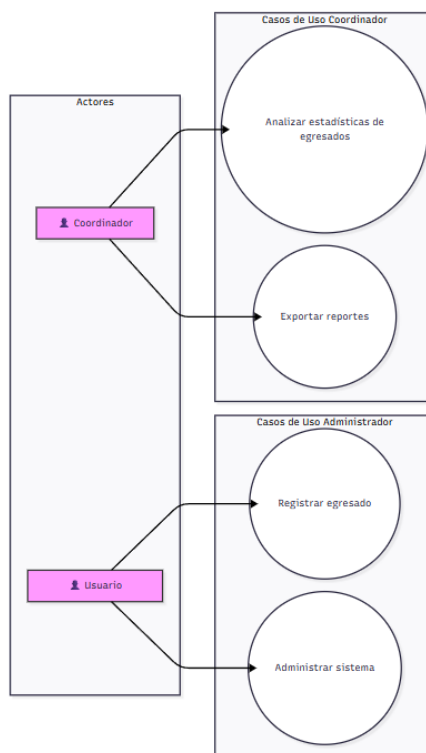 Casos de Uso Coordinador
Analizar estadísticas de
egresados
Actores
Coordinador
Exportar reportes
Casos de Uso Administrador
Registrar egresado
Usuario
Administrar sistema